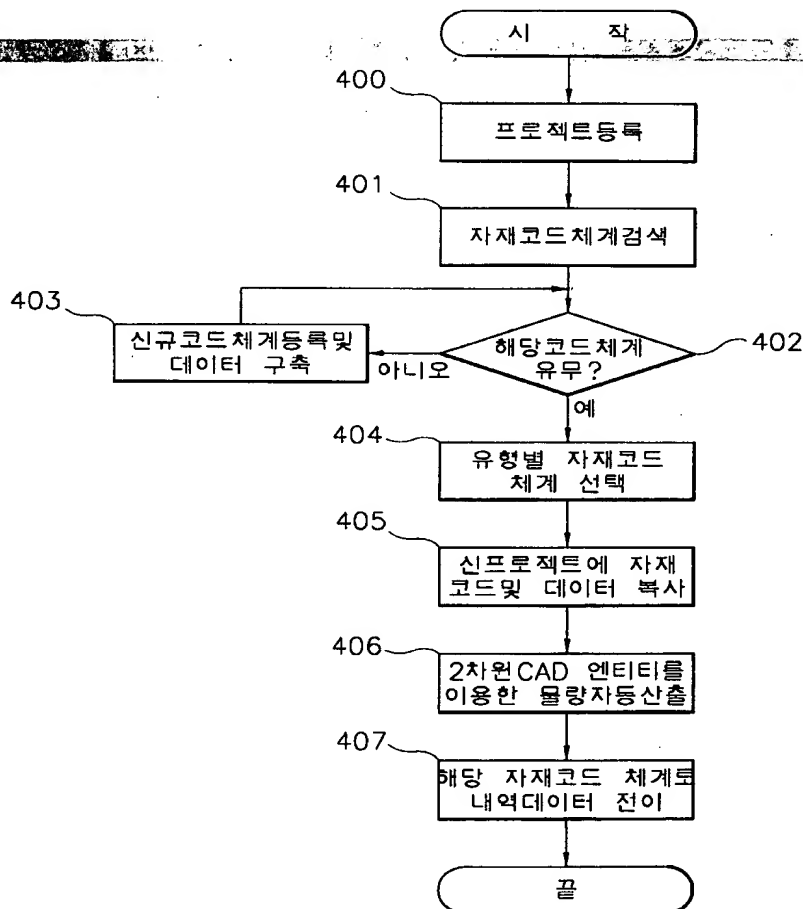 시 작
400
프로젝트등록
401
자재코드체계검색
403
신규코드체계등록및
데이터 구축
해당코드체계
유무?
402
아니오
예
404
유형별 자재코드
체계 선택
405
신프로젝트에 자재
코드및 데이터 복사
406
2차원CAD 엔티티를
이용한 물량자동산출
407
해당 자재코드 체계로
내역데이터 전이
끝